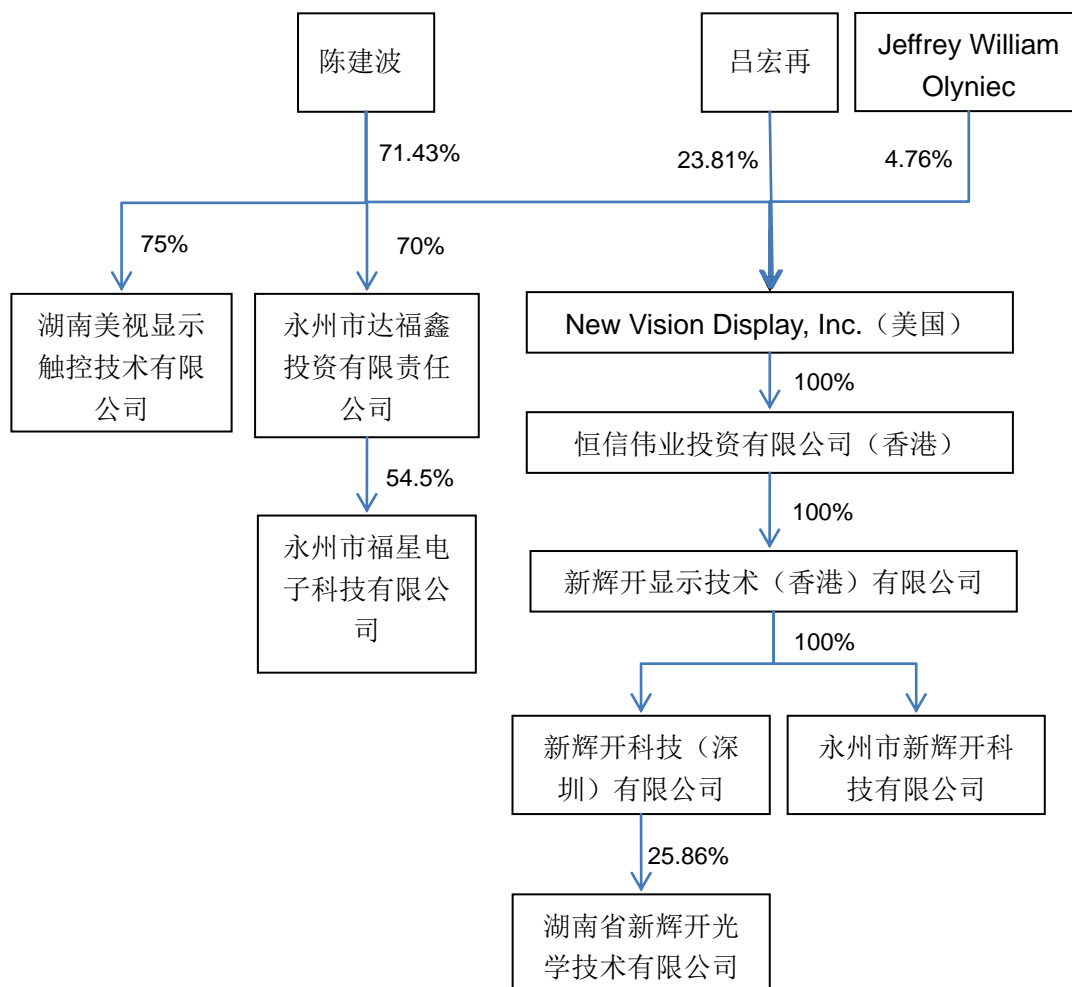 陈建波
吕宏再
Jeffrey William
Olyniec
71.43%
23.81%
4.76%
75%
70%
湖南美视显示
触控技术有限
公司
永州市达福鑫
投资有限责任
公司
New Vision Display, Inc.（美国）
100%
恒信伟业投资有限公司（香港）
54.5%
100%
永州市福星电
子科技有限公
司
新辉开显示技术（香港）有限公司
100%
新辉开科技（深
圳）有限公司
永州市新辉开科
技有限公司
25.86%
湖南省新辉开光
学技术有限公司